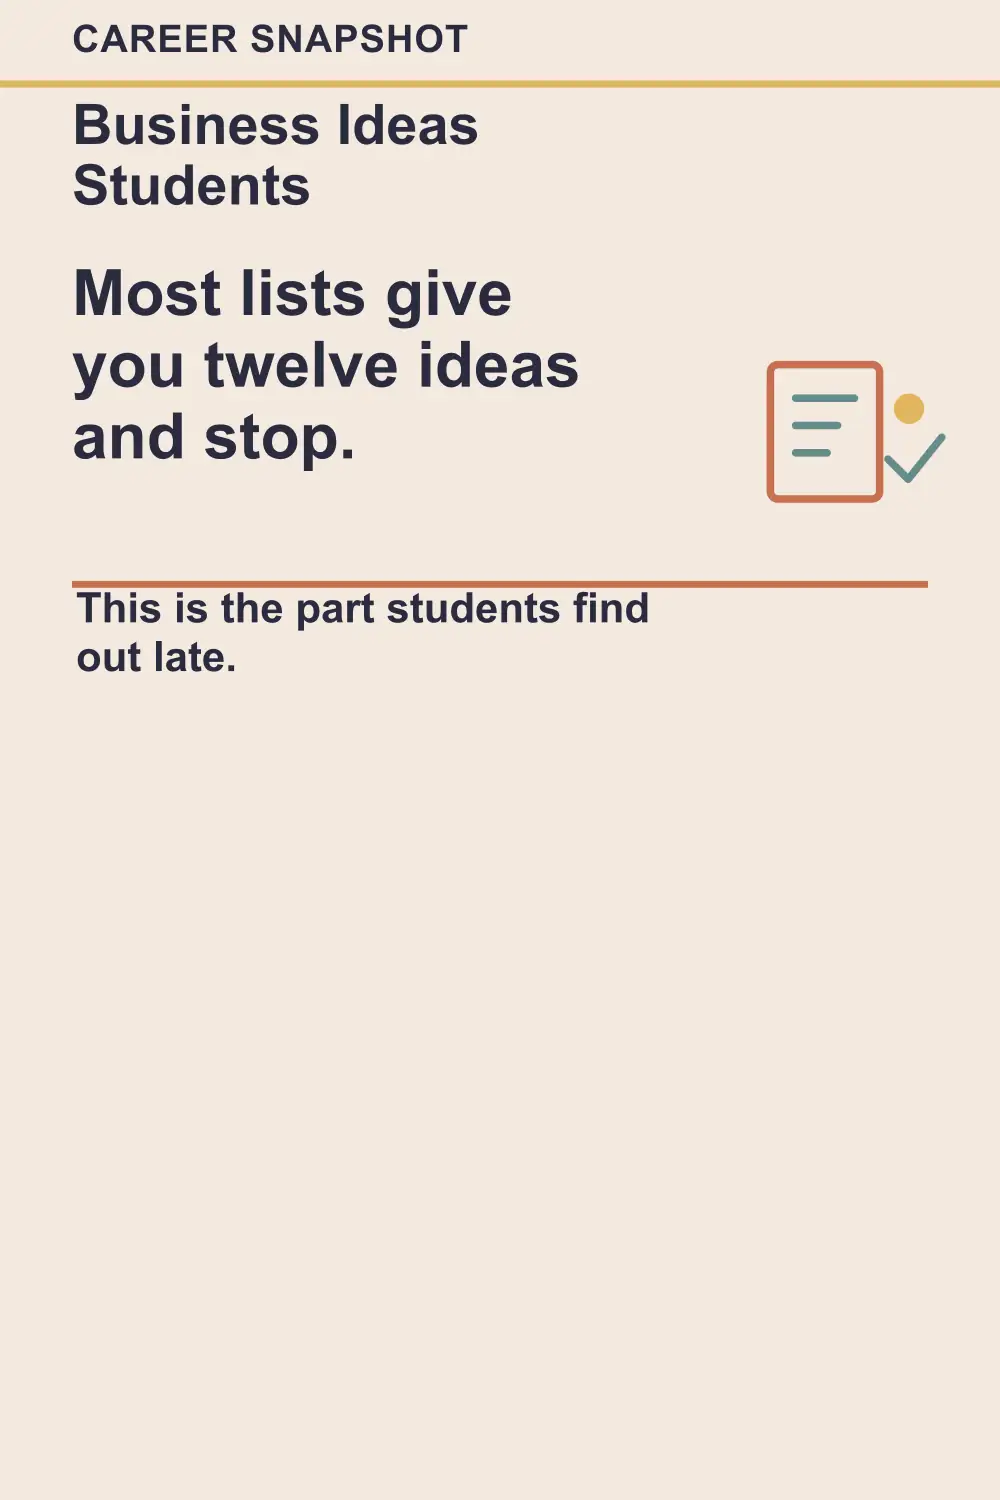 CAREER SNAPSHOT
Business Ideas
Students
Most lists give
you twelve ideas
and stop.
This is the part students find
out late.